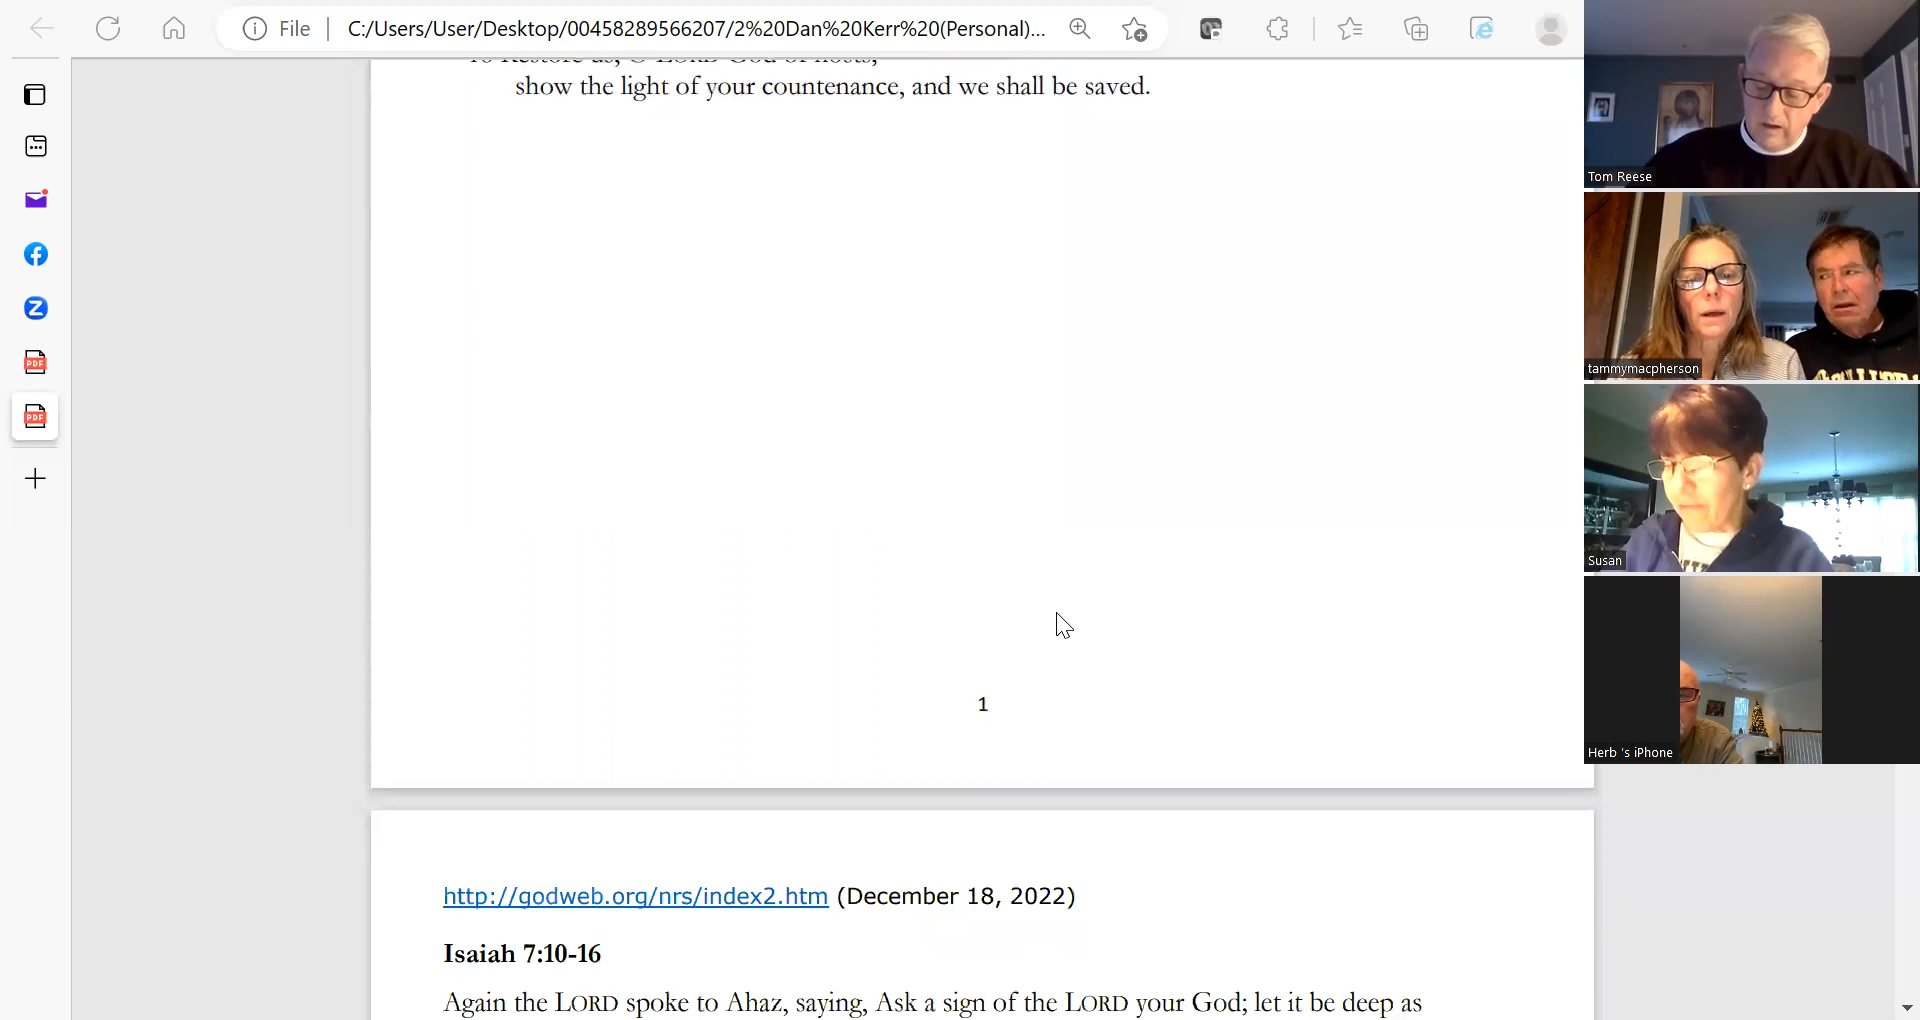 File
C:/Users/User/Desktop/00458289566207/2%20Dan%20Kerr%20(Personal)...
show the light of your countenance, and we shall be saved.
1
http://godweb.org/nrs/index2.htm (December 18, 2022)
Isaiah 7:10-16
Again the LORD spoke to Ahaz, saying, Ask a sign of the LORD your God; let it be deep as
Tom Reese
tammymacpherson
Susan
Herb 's iPhone
PDF
PDF